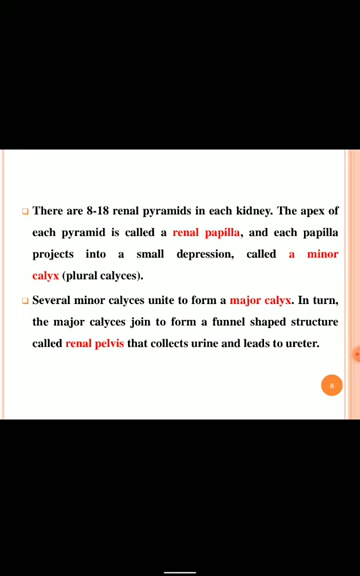 There are 8-18 renal pyramids in each kidney. The apex of
each pyramid is called a renal papilla, and each papilla
projects into a small depression, called a minor
calyx (plural calyces).
Several minor calyces unite to form a major calyx. In turn,
the major calyces join to form a funnel shaped structure
called renal pelvis that collects urine and leads to ureter.
8